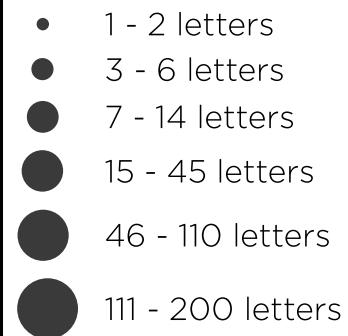 1 - 2 letters
3 - 6 letters
7 - 14 letters
15 - 45 letters
46 - 110 letters
111 - 200 letters